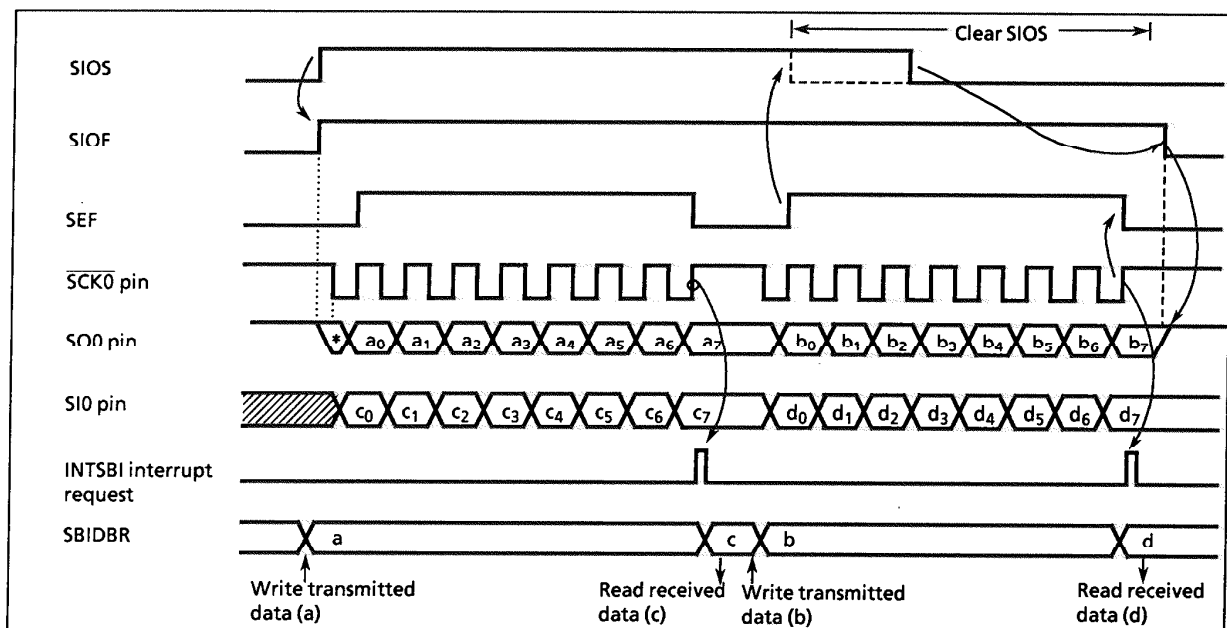 Clear SIOS
SIOS
SIOF
SEF
SCK0 pin
SO0 pin
* a0 a1 a2 a3 a4 a5 a6 a7 b0 b1 b2 b3 b4 b5 b6 b7
SI0 pin
c0 c1 c2 c3 c4 c5 c6 c7 d0 d1 d2 d3 d4 d5 d6 d7
INTSBI interrupt
request
SBIDBR
a c b d
Write transmitted
data (a)
Read received
data (c)
Write transmitted
data (b)
Read received
data (d)